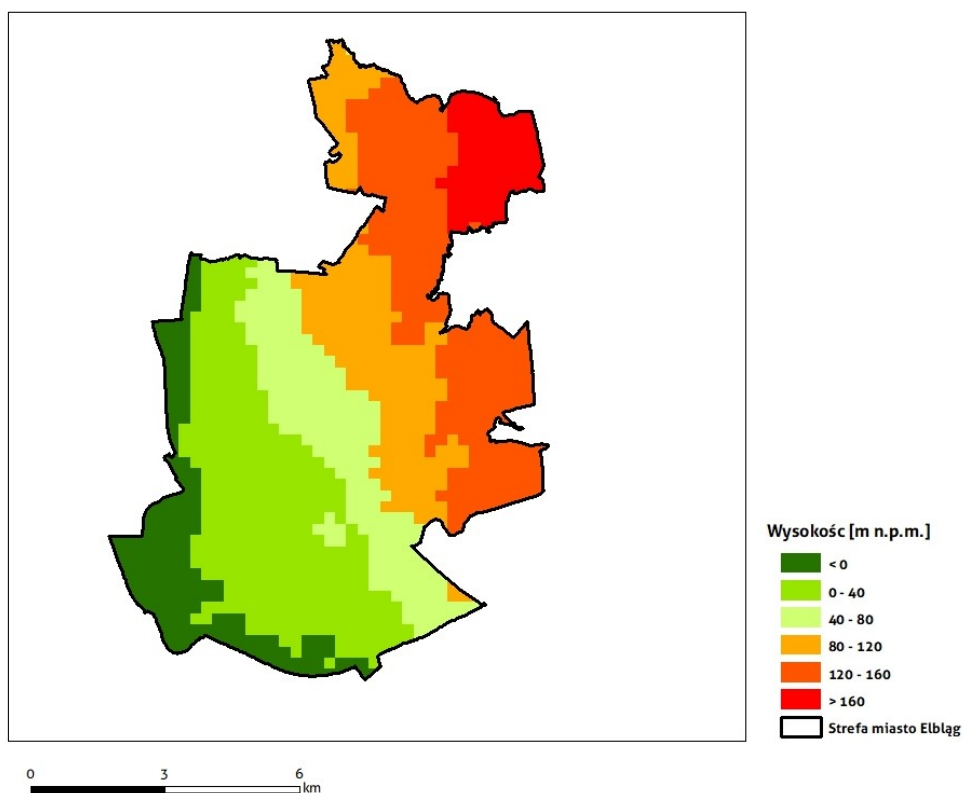 Wysokośc [m n.p.m.]
< 0
0 - 40
40 - 80
80 - 120
120 - 160
> 160
Strefa miasto Elbląg
0 3 6
km